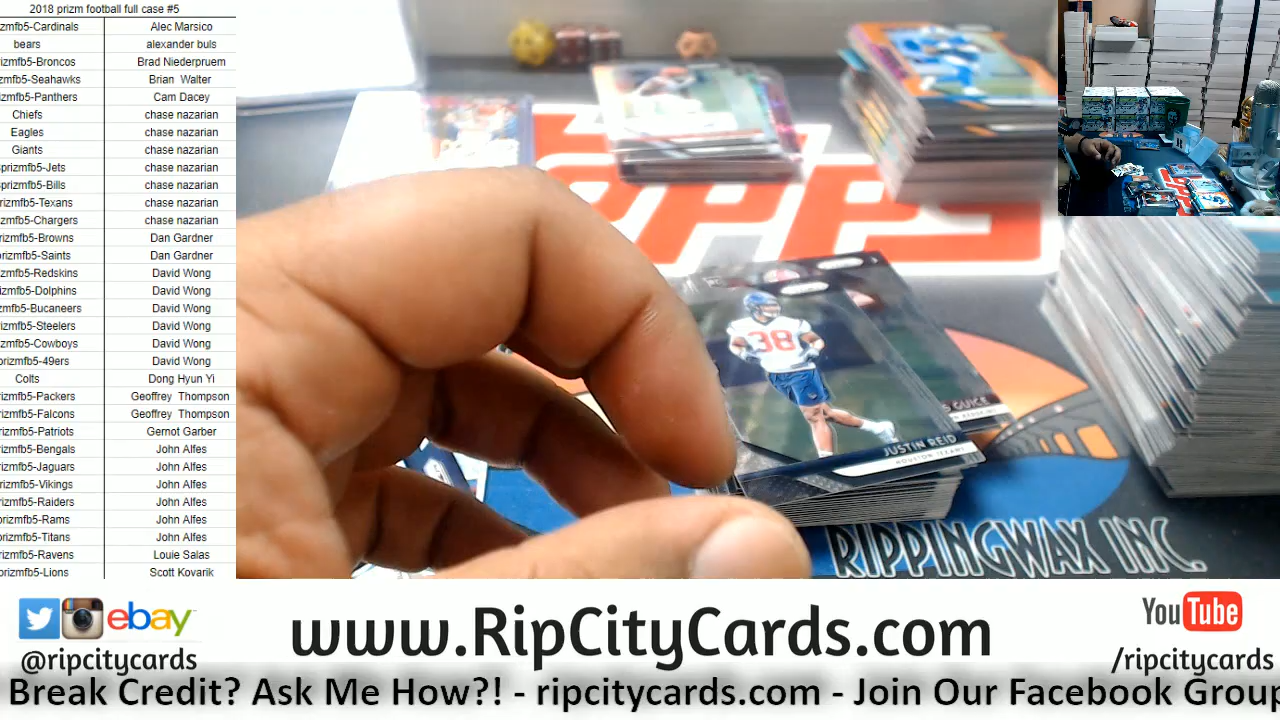 2018 prizm football full case #5
zmfb5-Cardinals Alec Marsico
bears alexander buls
izmfb5-Broncos Brad Niederpruem
zmfb5-Seahawks Brian Walter
izmfb5-Panthers Cam Dacey
Chiefs chase nazarian
Eagles chase nazarian
Giants chase nazarian
prizmfb5-Jets chase nazarian
prizmfb5-Bills chase nazarian
rizmfb5-Texans chase nazarian
zmfb5-Chargers chase nazarian
rizmfb5-Browns Dan Gardner
rizmfb5-Saints Dan Gardner
zmfb5-Redskins David Wong
zmfb5-Dolphins David Wong
mfb5-Bucaneers David Wong
izmfb5-Steelers David Wong
zmfb5-Cowboys David Wong
prizmfb5-49ers David Wong
Colts Dong Hyun Yi
izmfb5-Packers Geoffrey Thompson
izmfb5-Falcons Geoffrey Thompson
izmfb5-Patriots Gernot Garber
izmfb5-Bengals John Alfes
izmfb5-Jaguars John Alfes
izmfb5-Vikings John Alfes
izmfb5-Raiders John Alfes
prizmfb5-Rams John Alfes
rizmfb5-Titans John Alfes
izmfb5-Ravens Louie Salas
orizmfb5-Lions Scott Kovarik
38
JUSTIN REID
HOUSTON TEXANS
GUICE
RIPPINGWAX INC.
ebay
@ripcitycards
www.RipCityCards.com
YouTube
/ripcitycards
Break Credit? Ask Me How?! - ripcitycards.com - Join Our Facebook Group